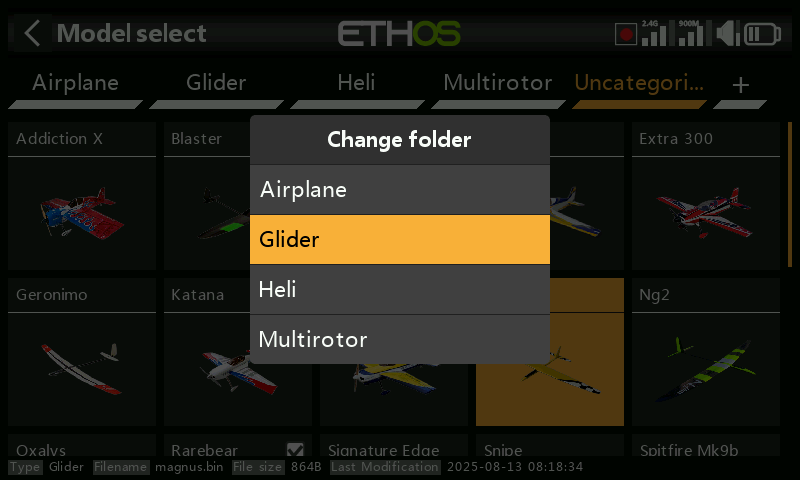 Model select
ETHOS
2.4G
900M
Airplane
Glider
Heli
Multirotor
Uncategori...
+
Addiction X
Blaster
Extra 300
Change folder
Airplane
Glider
Heli
Multirotor
Geronimo
Katana
Ng2
Oxalys
Rarebear
Signature Edge
Snipe
Spitfire Mk9b
Type Glider Filename magnus.bin File size 864B Last Modification 2025-08-13 08:18:34